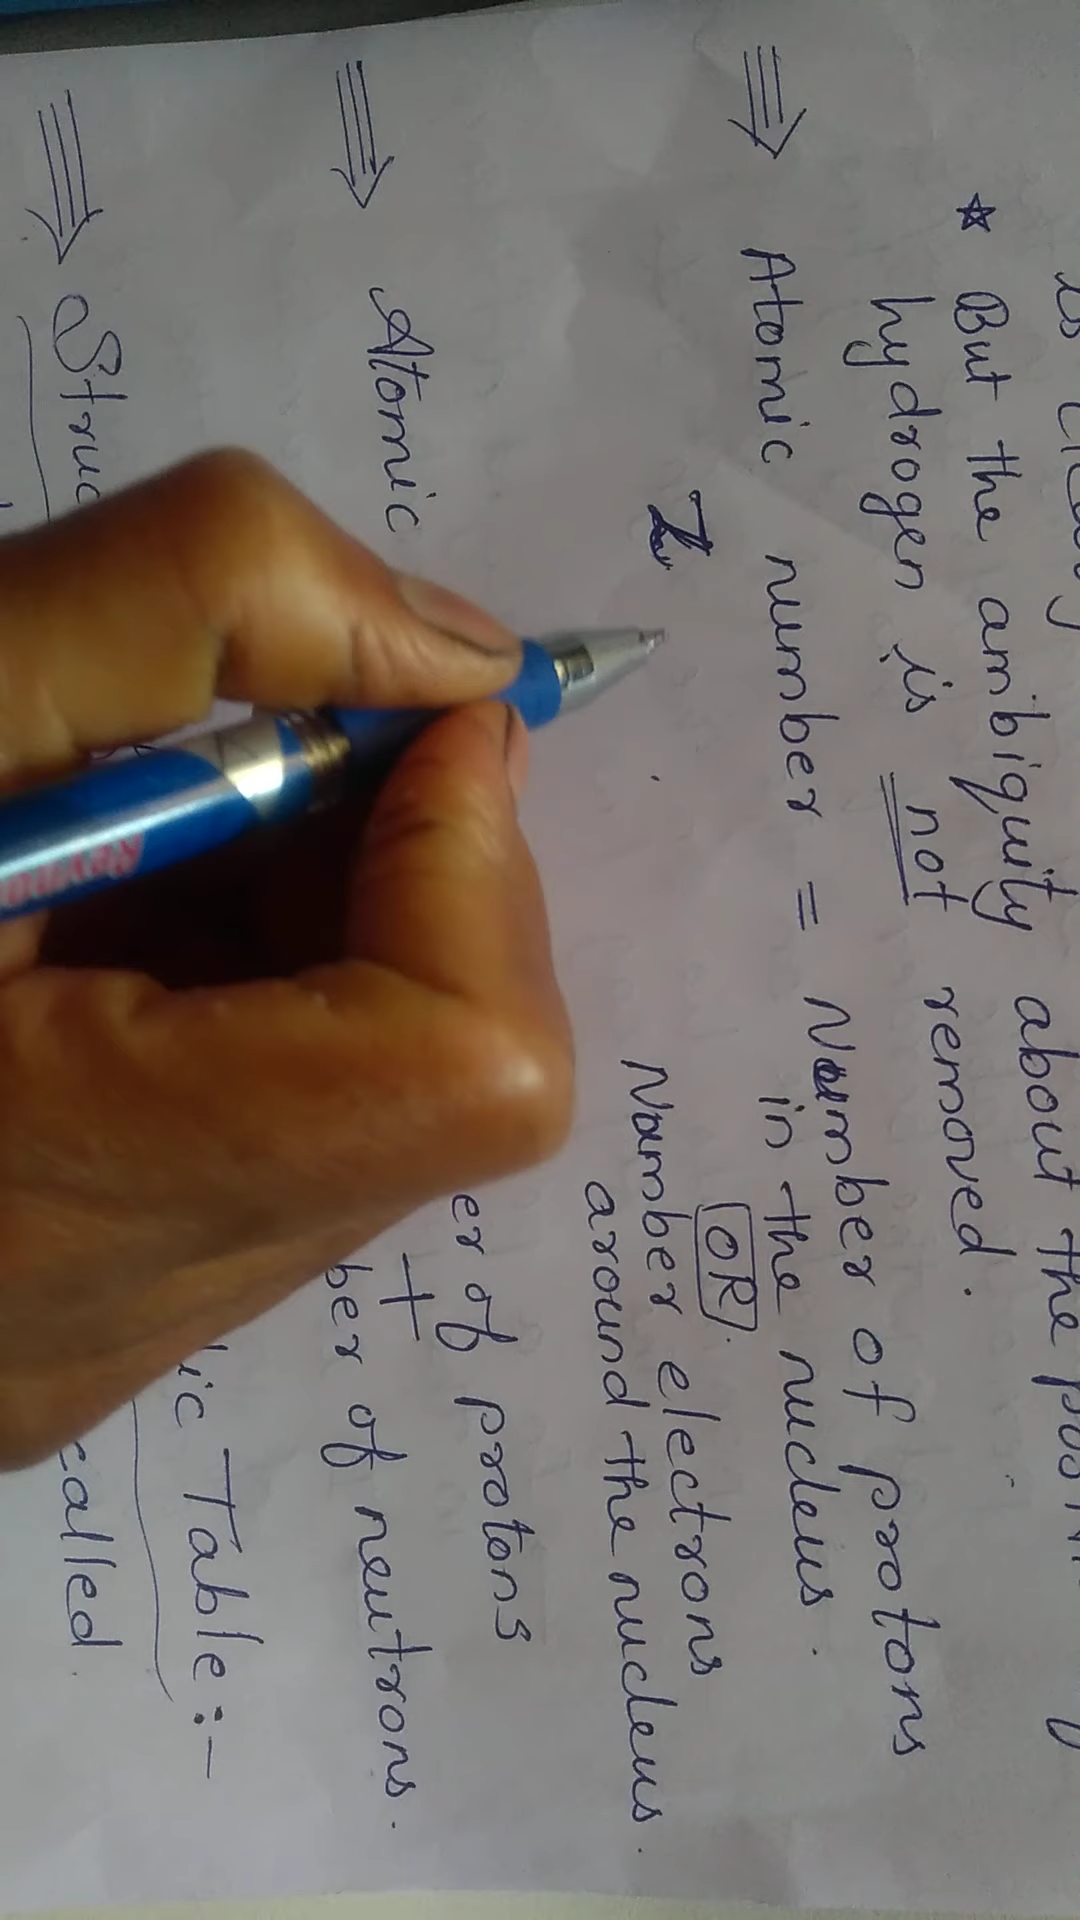 ★ But the ambiquity about the
hydrogen is not removed.
Atomic number = Number of protons
in the nucleus.
OR
Z
Number electrons
around the nucleus.
Atomic
er of protons
+
ber of neutrons.
Struc
ic Table :-
called